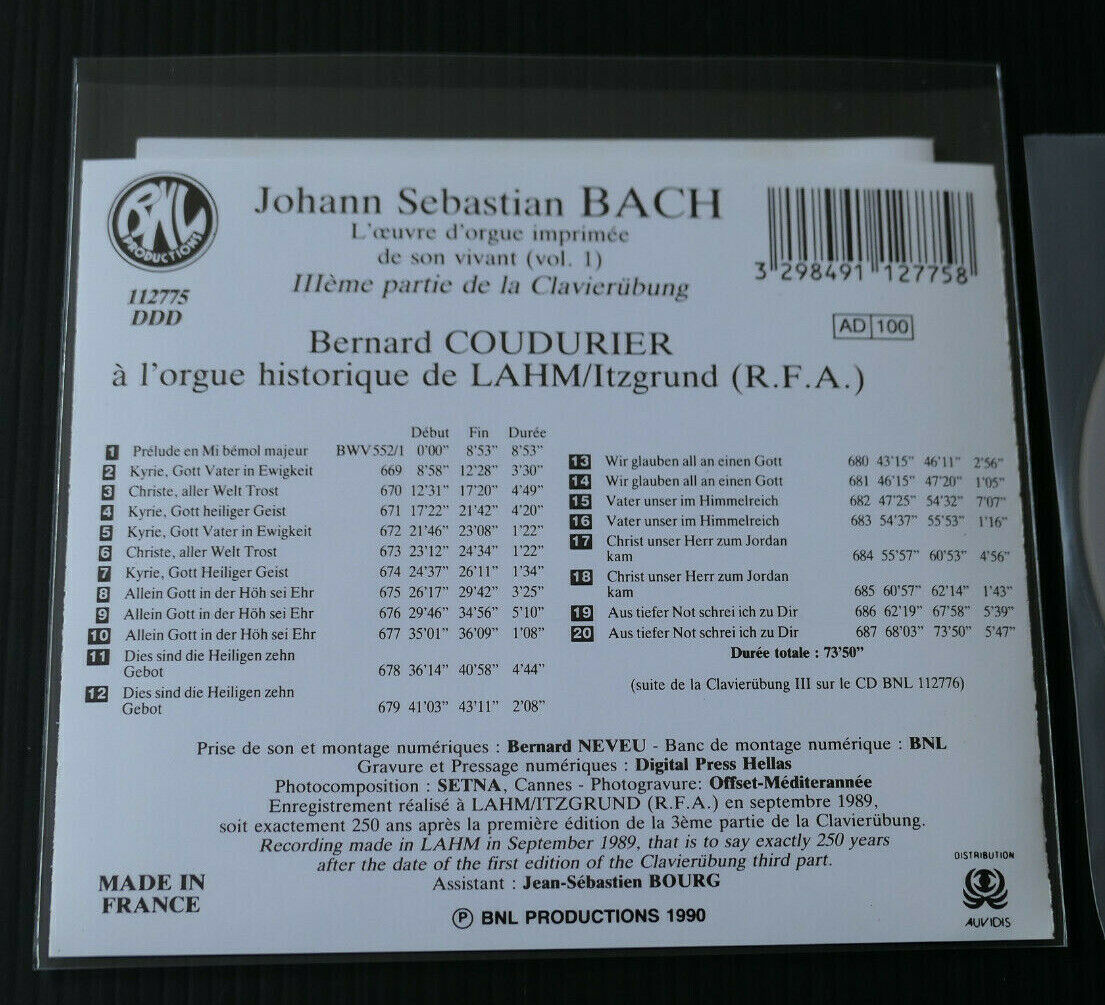 BNL
PRODUCTIONS
112775
DDD
Johann Sebastian BACH
L'œuvre d'orgue imprimée
de son vivant (vol. 1)
IIIème partie de la Clavierübung
3 298491 127758
AD 100
Bernard COUDURIER
à l'orgue historique de LAHM/Itzgrund (R.F.A.)
Début Fin Durée
1 Prélude en Mi bémol majeur BWV552/1 0'00" 8'53" 8'53"
2 Kyrie, Gott Vater in Ewigkeit 669 8'58" 12'28" 3'30"
3 Christe, aller Welt Trost 670 12'31" 17'20" 4'49"
4 Kyrie, Gott heiliger Geist 671 17'22" 21'42" 4'20"
5 Kyrie, Gott Vater in Ewigkeit 672 21'46" 23'08" 1'22"
6 Christe, aller Welt Trost 673 23'12" 24'34" 1'22"
7 Kyrie, Gott Heiliger Geist 674 24'37" 26'11" 1'34"
8 Allein Gott in der Höh sei Ehr 675 26'17" 29'42" 3'25"
9 Allein Gott in der Höh sei Ehr 676 29'46" 34'56" 5'10"
10 Allein Gott in der Höh sei Ehr 677 35'01" 36'09" 1'08"
11 Dies sind die Heiligen zehn
Gebot 678 36'14" 40'58" 4'44"
12 Dies sind die Heiligen zehn
Gebot 679 41'03" 43'11" 2'08"
13 Wir glauben all an einen Gott 680 43'15" 46'11" 2'56"
14 Wir glauben all an einen Gott 681 46'15" 47'20" 1'05"
15 Vater unser im Himmelreich 682 47'25" 54'32" 7'07"
16 Vater unser im Himmelreich 683 54'37" 55'53" 1'16"
17 Christ unser Herr zum Jordan
kam 684 55'57" 60'53" 4'56"
18 Christ unser Herr zum Jordan
kam 685 60'57" 62'14" 1'43"
19 Aus tiefer Not schrei ich zu Dir 686 62'19" 67'58" 5'39"
20 Aus tiefer Not schrei ich zu Dir 687 68'03" 73'50" 5'47"
Durée totale : 73'50"
(suite de la Clavierübung III sur le CD BNL 112776)
Prise de son et montage numériques : Bernard NEVEU - Banc de montage numérique : BNL
Gravure et Pressage numériques : Digital Press Hellas
Photocomposition : SETNA, Cannes - Photogravure: Offset-Méditerannée
Enregistrement réalisé à LAHM/ITZGRUND (R.F.A.) en septembre 1989,
soit exactement 250 ans après la première édition de la 3ème partie de la Clavierübung.
Recording made in LAHM in September 1989, that is to say exactly 250 years
after the date of the first edition of the Clavierübung third part.
Assistant : Jean-Sébastien BOURG
MADE IN
FRANCE
Ⓟ BNL PRODUCTIONS 1990
DISTRIBUTION
AUVIDIS